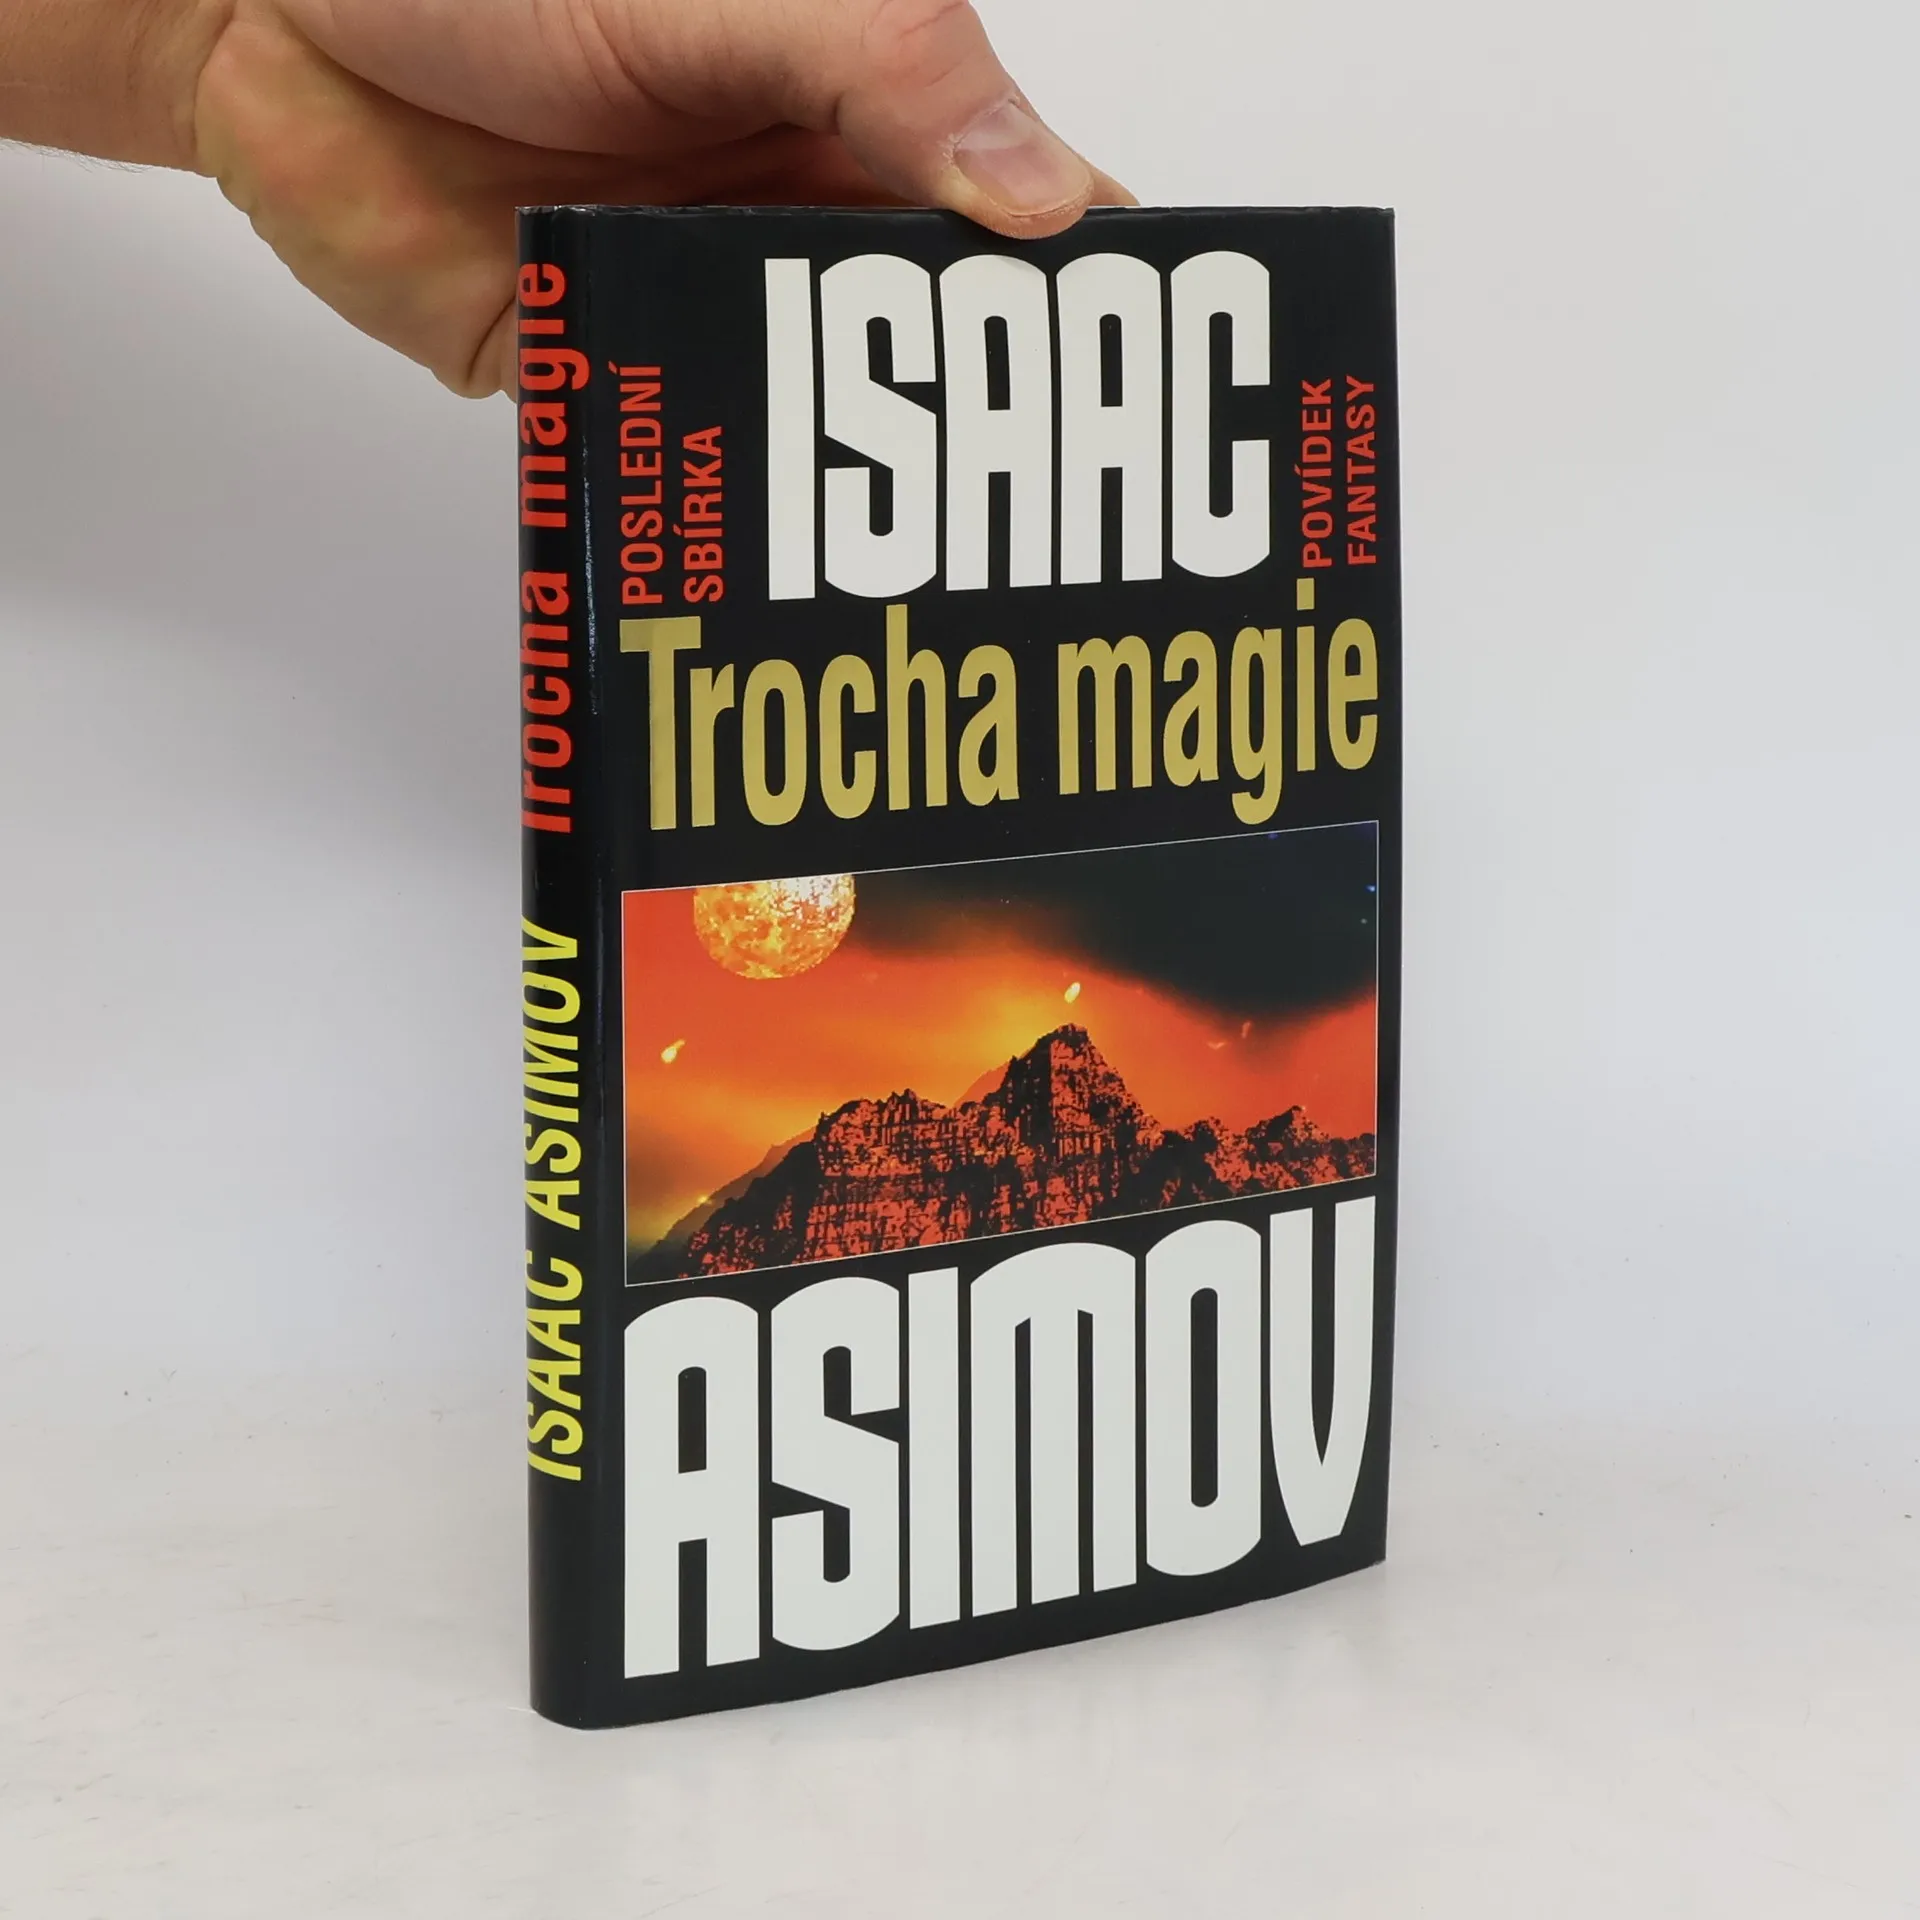 POSLEDNÍ
SBÍRKA
ISAAC
POVÍDEK
FANTASY
Trocha magie
ASIMOV
Trocha magie
ISAAC ASIMOV